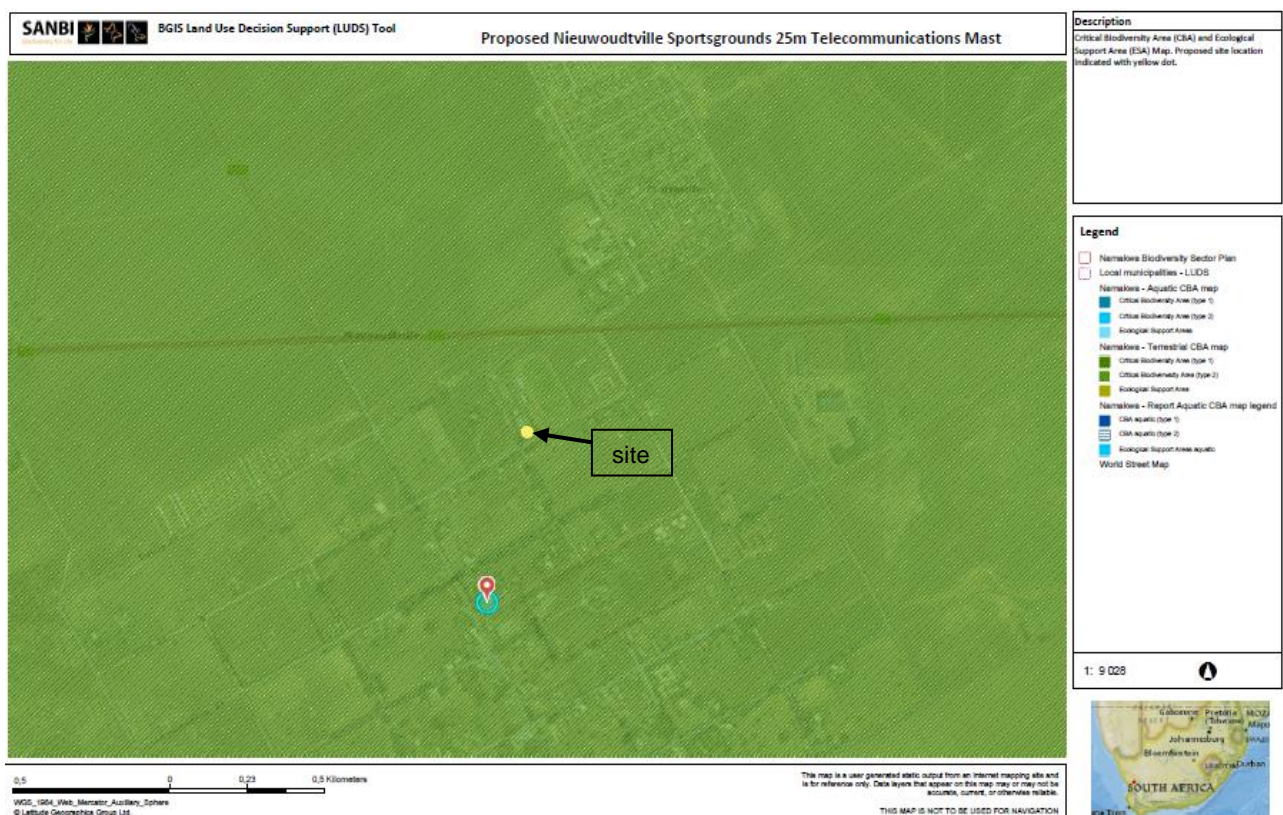 SANBI
BGIS Land Use Decision Support (LUDS) Tool
Proposed Nieuwoudtville Sportsgrounds 25m Telecommunications Mast
Description
Critical Biodiversity Area (CBA) and Ecological
Support Area (ESA) Map. Proposed site location
indicated with yellow dot.
site
Legend
Namakwa Biodiversity Sector Plan
Local municipalities - LUDS
Namakwa - Aquatic CBA map
Critical Biodiversity Area (type 1)
Critical Biodiversity Area (type 2)
Ecological Support Areas
Namakwa - Terrestrial CBA map
Critical Biodiversity Area (type 1)
Critical Biodiversity Area (type 2)
Ecological Support Area
Namakwa - Report Aquatic CBA map legend
CBA aquatic (type 1)
CBA aquatic (type 2)
Ecological Support Areas aquatic
World Street Map
1: 9 028
Gaborone Pretoria MOZ
(Tshwane) Mapu
Johannesburg SWAZI
Bloemfontein
Durban
SOUTH AFRICA
0,5 0 0,23 0,5 Kilometers
WGS_1984_Web_Mercator_Auxiliary_Sphere
© Latitude Geographics Group Ltd.
This map is a user generated static output from an Internet mapping site and
is for reference only. Data layers that appear on this map may or may not be
accurate, current, or otherwise reliable.
THIS MAP IS NOT TO BE USED FOR NAVIGATION